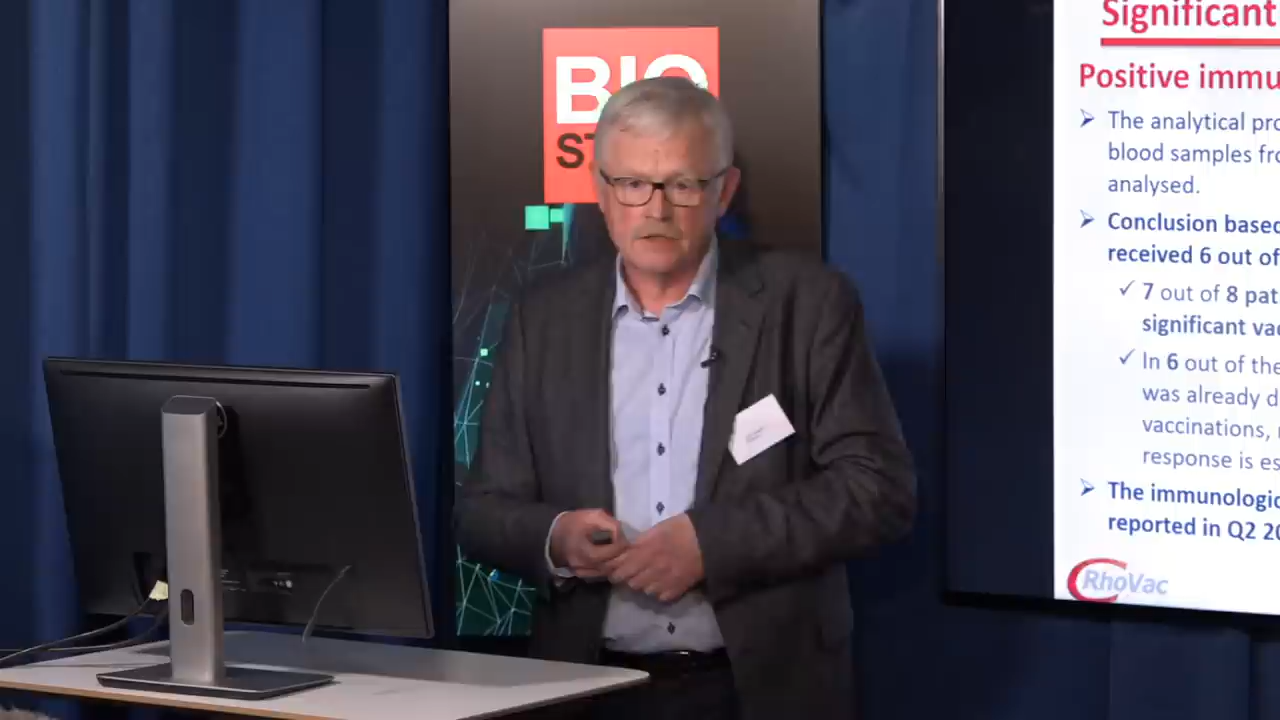 BIO
ST
Significant
Positive immu
The analytical pro
blood samples fro
analysed.
Conclusion based
received 6 out of
7 out of 8 pat
significant va
In 6 out of the
was already d
vaccinations,
response is es
The immunologic
reported in Q2 20
RhoVac